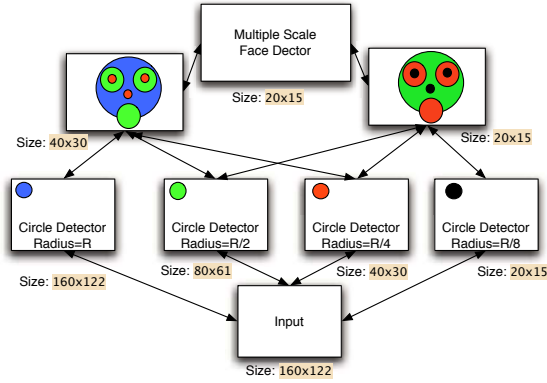 Multiple Scale
Face Dector
Size: 20x15
Size: 40x30
Size: 20x15
Circle Detector
Radius=R
Circle Detector
Radius=R/2
Circle Detector
Radius=R/4
Circle Detector
Radius=R/8
Size: 160x122
Size: 80x61
Size: 40x30
Size: 20x15
Input
Size: 160x122